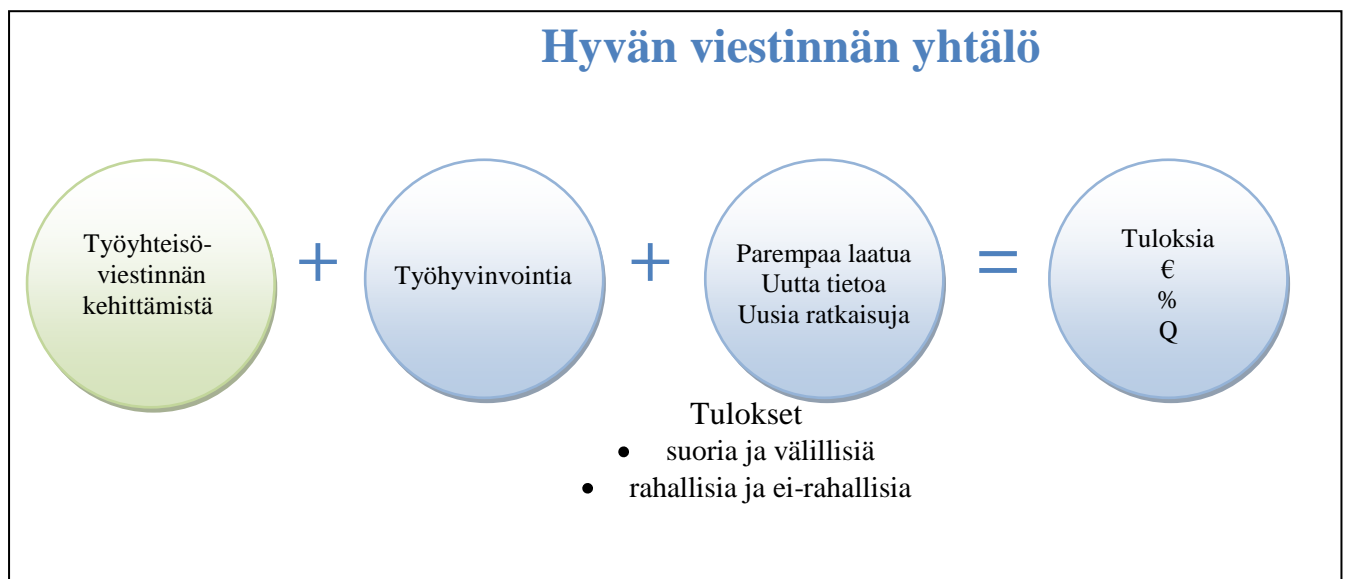 Hyvän viestinnän yhtälö
Työyhteisö-
viestinnän
kehittämistä
+
Työhyvinvointia
+
Parempaa laatua
Uutta tietoa
Uusia ratkaisuja
=
Tuloksia
€
%
Q
Tulokset
• suoria ja välillisiä
• rahallisia ja ei-rahallisia